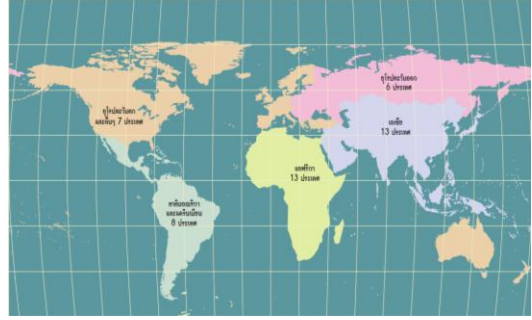 ยุโรปตะวันตก
และอื่นๆ 7 ประเทศ
ยุโรปตะวันออก
6 ประเทศ
เอเชีย
13 ประเทศ
แอฟริกา
13 ประเทศ
ลาตินอเมริกา
และแคริบเบียน
8 ประเทศ